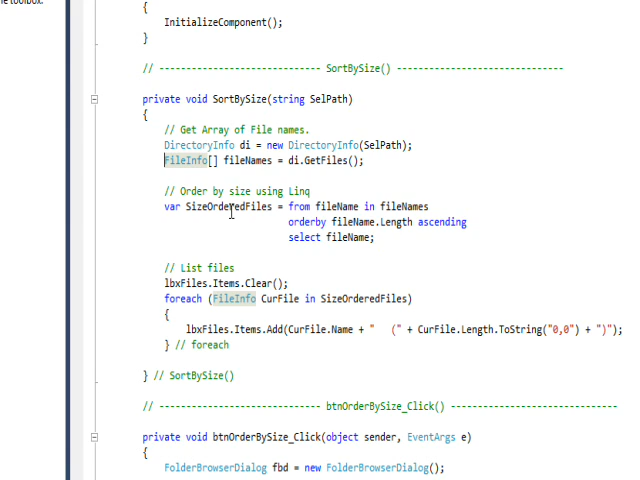 he toolbox.
{
InitializeComponent();
}
// ------------------------------ SortBySize() -------------------------------
private void SortBySize(string SelPath)
{
// Get Array of File names.
DirectoryInfo di = new DirectoryInfo(SelPath);
FileInfo[] fileNames = di.GetFiles();
// Order by size using Linq
var SizeOrderedFiles = from fileName in fileNames
orderby fileName.Length ascending
select fileName;
// List files
lbxFiles.Items.Clear();
foreach (FileInfo CurFile in SizeOrderedFiles)
{
lbxFiles.Items.Add(CurFile.Name + "   (" + CurFile.Length.ToString("0,0") + ")");
} // foreach
} // SortBySize()
// ------------------------------ btnOrderBySize_Click() -------------------------------
private void btnOrderBySize_Click(object sender, EventArgs e)
{
FolderBrowserDialog fbd = new FolderBrowserDialog();